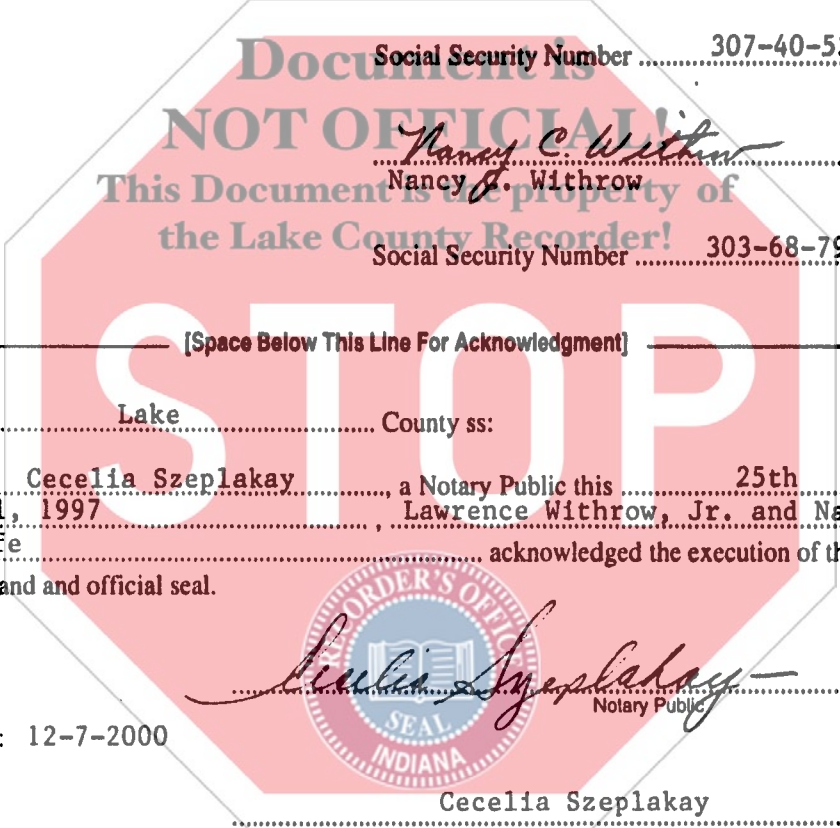 Document is
NOT OFFICIAL!
This Document is the property of
the Lake County Recorder!
Social Security Number 307-40-5
Nancy C. Withrow
Nancy Withrow
Social Security Number 303-68-79
[Space Below This Line For Acknowledgment]
STOP
Lake County ss:
Cecelia Szeplakay, a Notary Public this 25th
, 1997, Lawrence Withrow, Jr. and Na
acknowledged the execution of th
and and official seal.
RECORDER'S OFFICE
SEAL
INDIANA
Cecelia Szeplakay
Notary Public
: 12-7-2000
Cecelia Szeplakay